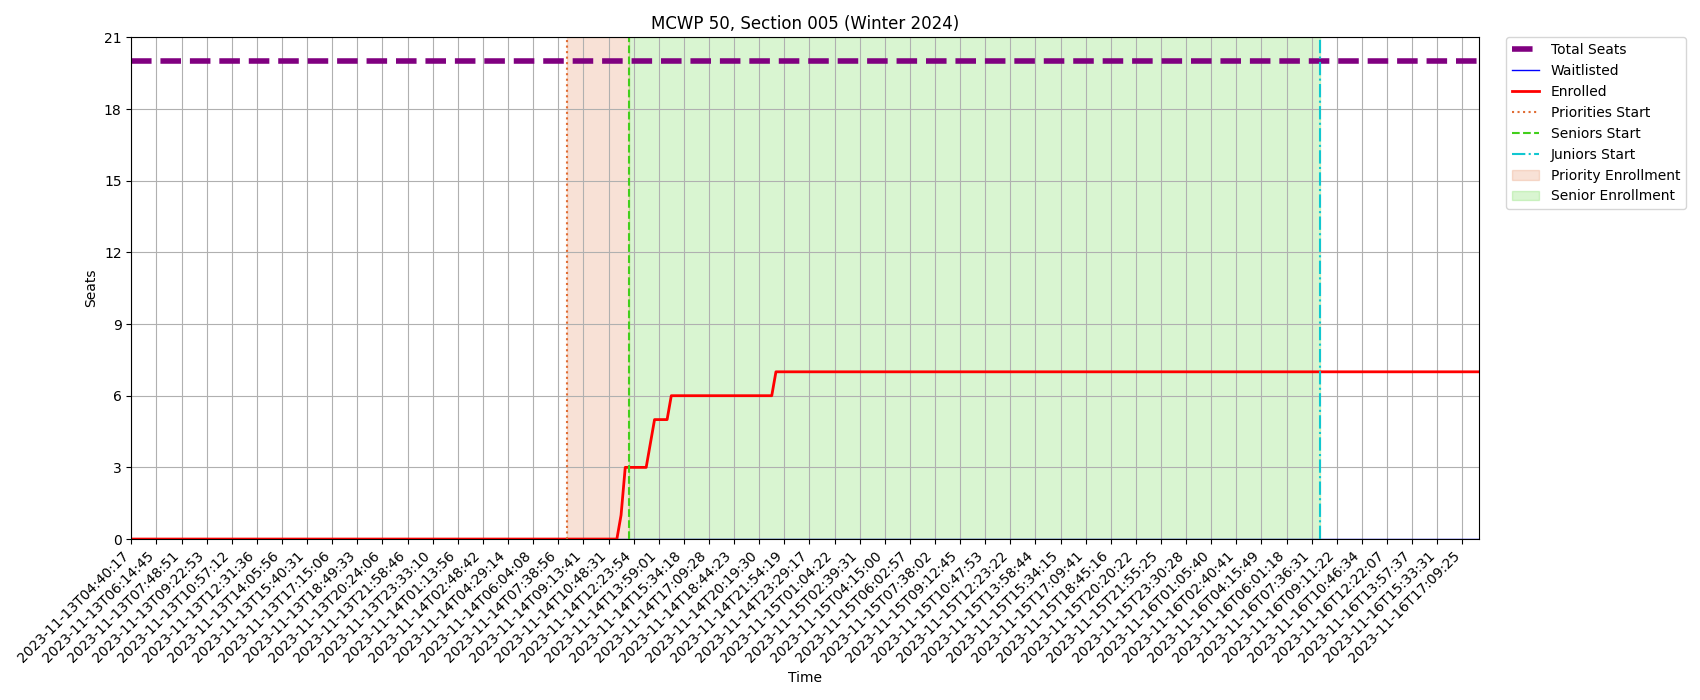 MCWP 50, Section 005 (Winter 2024)
21
18
15
12
9
6
3
0
Seats
2023-11-13T04:40:17
2023-11-13T06:14:45
2023-11-13T07:48:51
2023-11-13T09:22:53
2023-11-13T10:57:12
2023-11-13T12:31:36
2023-11-13T14:05:56
2023-11-13T15:40:31
2023-11-13T17:15:06
2023-11-13T18:49:33
2023-11-13T20:24:06
2023-11-13T21:58:46
2023-11-13T23:33:10
2023-11-14T01:13:56
2023-11-14T02:48:42
2023-11-14T04:29:14
2023-11-14T06:04:08
2023-11-14T07:38:56
2023-11-14T09:13:41
2023-11-14T10:48:31
2023-11-14T12:23:54
2023-11-14T13:59:01
2023-11-14T15:34:18
2023-11-14T17:09:28
2023-11-14T18:44:23
2023-11-14T20:19:30
2023-11-14T21:54:19
2023-11-14T23:29:17
2023-11-15T01:04:22
2023-11-15T02:39:31
2023-11-15T04:15:00
2023-11-15T06:02:57
2023-11-15T07:38:02
2023-11-15T09:12:45
2023-11-15T10:47:53
2023-11-15T12:23:22
2023-11-15T13:58:44
2023-11-15T15:34:15
2023-11-15T17:09:41
2023-11-15T18:45:16
2023-11-15T20:20:22
2023-11-15T21:55:25
2023-11-15T23:30:28
2023-11-16T01:05:40
2023-11-16T02:40:41
2023-11-16T04:15:49
2023-11-16T06:01:18
2023-11-16T07:36:31
2023-11-16T09:11:22
2023-11-16T10:46:34
2023-11-16T12:22:07
2023-11-16T13:57:37
2023-11-16T15:33:31
2023-11-16T17:09:25
Time
Total Seats
Waitlisted
Enrolled
Priorities Start
Seniors Start
Juniors Start
Priority Enrollment
Senior Enrollment